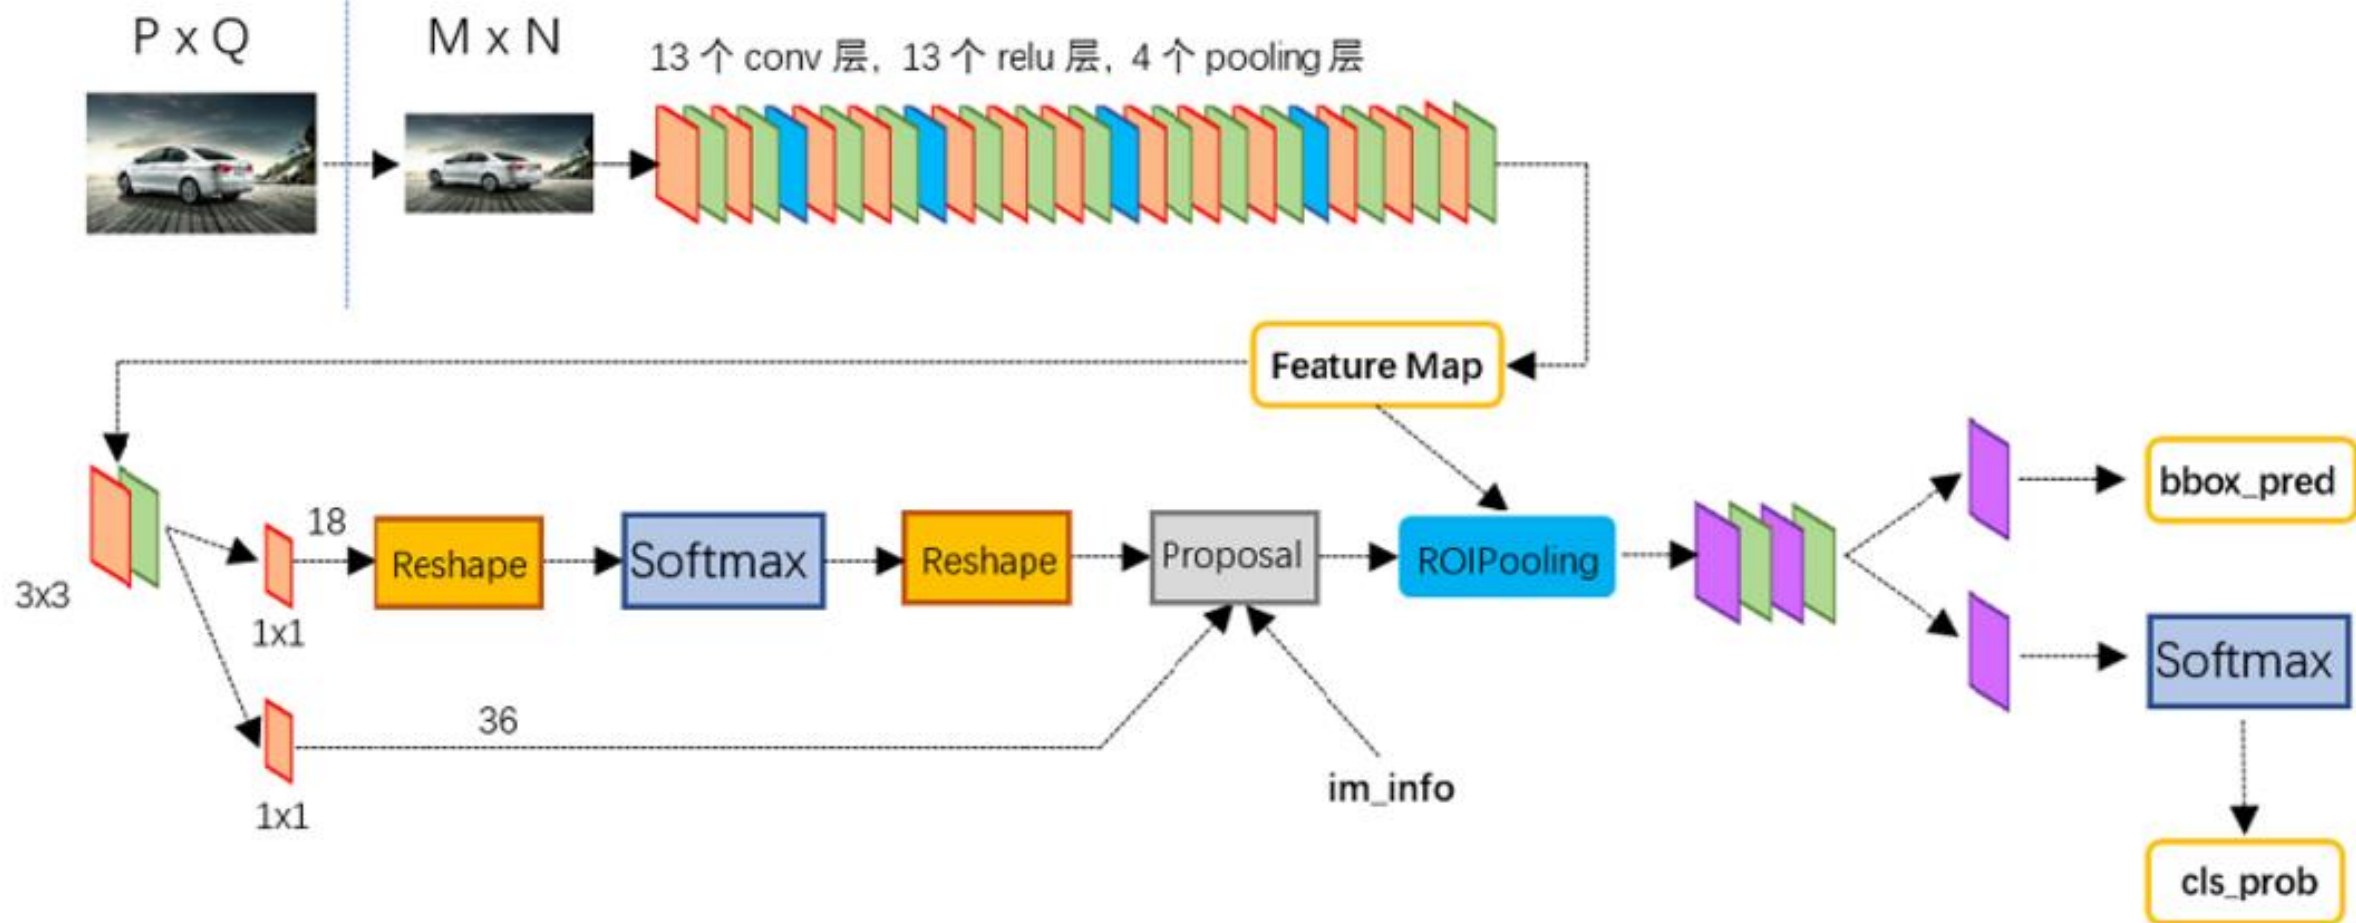 P x Q
M x N
13 个 conv 层, 13 个 relu 层, 4 个 pooling 层
Feature Map
3x3
1x1
18
Reshape
Softmax
Reshape
Proposal
ROIPooling
bbox_pred
Softmax
cls_prob
36
1x1
im_info